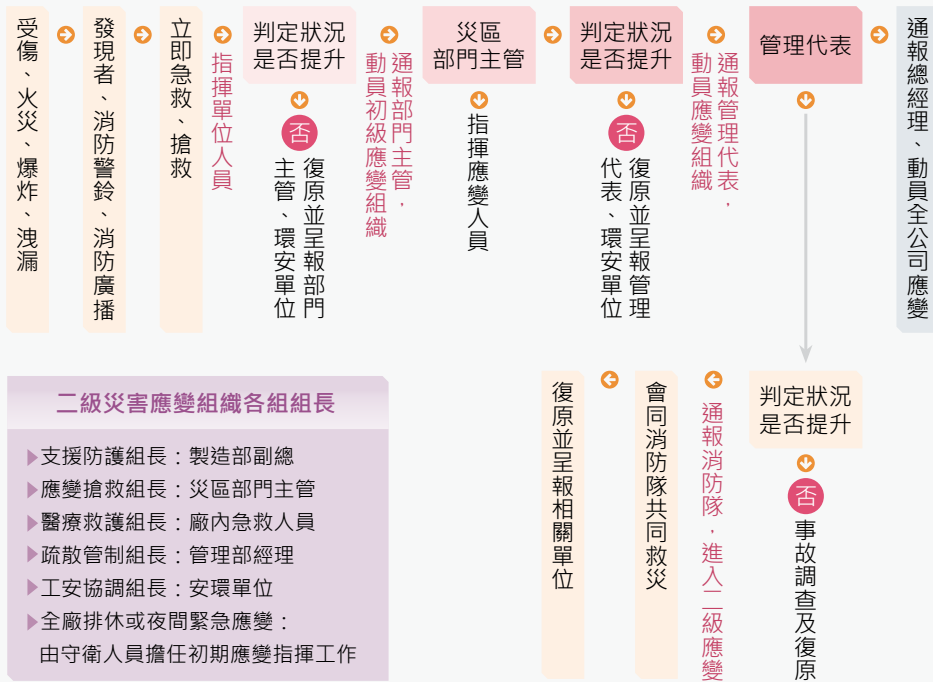 受傷、火災、爆炸、洩漏
發現者、消防警鈴、消防廣播
立即急救、搶救
指揮單位人員
判定狀況
是否提升
否
復原並呈報部門
主管、環安單位
通報部門主管，
動員初級應變組織
災區
部門主管
指揮應變人員
判定狀況
是否提升
否
復原並呈報管理
代表、環安單位
通報管理代表，
動員應變組織
管理代表
通報總經理、動員全公司應變
判定狀況
是否提升
否
事故調查及復原
通報消防隊，進入二級應變
會同消防隊共同救災
復原並呈報相關單位
二級災害應變組織各組組長
支援防護組長：製造部副總
應變搶救組長：災區部門主管
醫療救護組長：廠內急救人員
疏散管制組長：管理部經理
工安協調組長：安環單位
全廠排休或夜間緊急應變：
由守衛人員擔任初期應變指揮工作